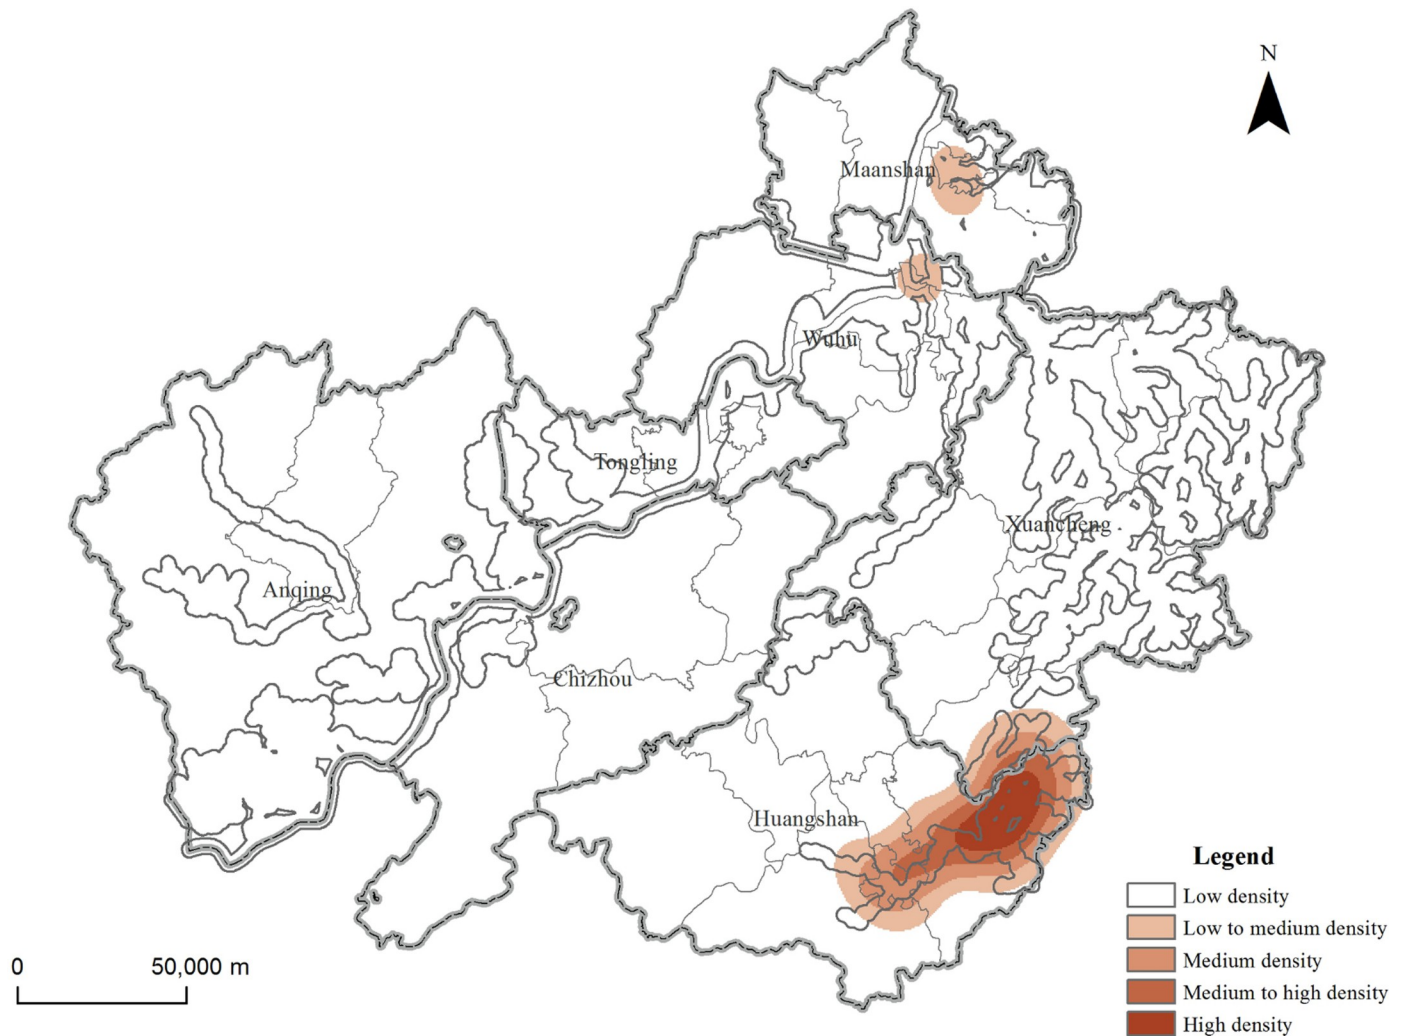 N
Maanshan
Wuhu
Tongling
Xuancheng
Anqing
Chizhou
Huangshan
Legend
Low density
Low to medium density
Medium density
Medium to high density
High density
0 50,000 m